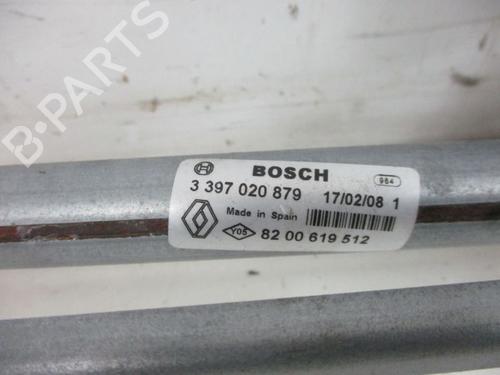 B-PARTS
BOSCH
984
3 397 020 879 17/02/08 1
Made in Spain
Y05 82 00 619 512